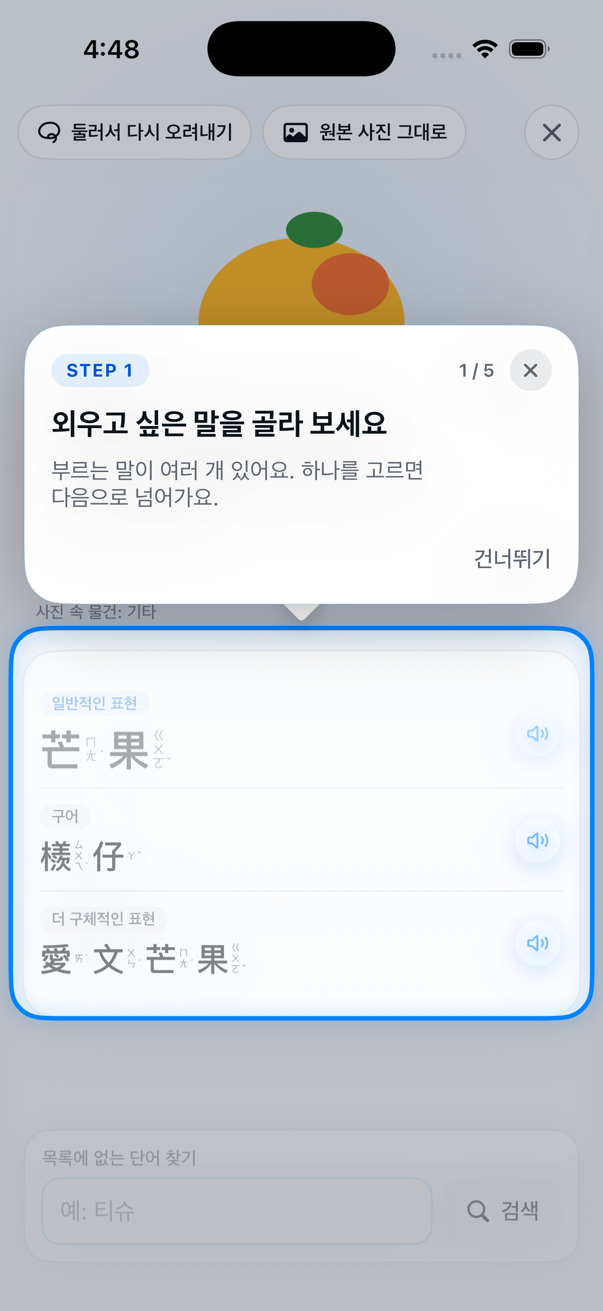 4:48
둘러서 다시 오려내기
원본 사진 그대로
STEP 1
1 / 5
외우고 싶은 말을 골라 보세요
부르는 말이 여러 개 있어요. 하나를 고르면
다음으로 넘어가요.
건너뛰기
사진 속 물건: 기타
일반적인 표현
芒ㄇㄤˊ果ㄍㄨㄛˇ
구어
檨ㄙㄨㄞ仔ㄚˇ
더 구체적인 표현
愛ㄞˋ文ㄨㄣˊ芒ㄇㄤˊ果ㄍㄨㄛˇ
목록에 없는 단어 찾기
예: 티슈
검색